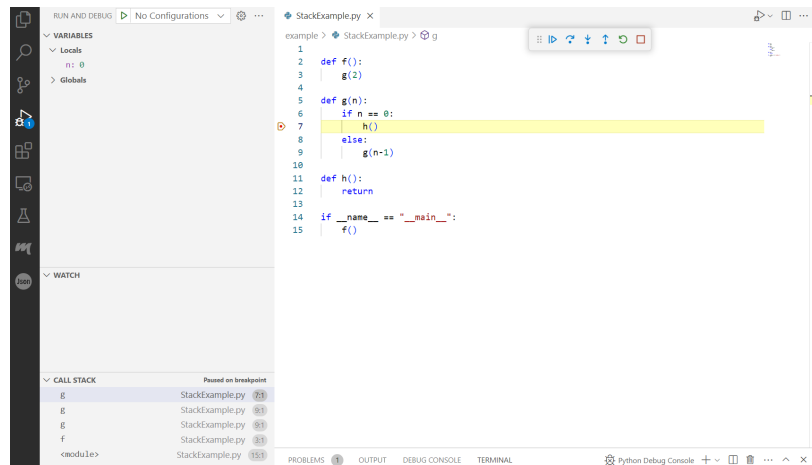 RUN AND DEBUG No Configurations
VARIABLES
Locals
n: 0
Globals
WATCH
CALL STACK Paused on breakpoint
g StackExample.py 7:1
g StackExample.py 9:1
g StackExample.py 9:1
f StackExample.py 3:1
<module> StackExample.py 15:1
1
Json
StackExample.py
example > StackExample.py > g
1
2 def f():
3 g(2)
4
5 def g(n):
6 if n == 0:
7 h()
8 else:
9 g(n-1)
10
11 def h():
12 return
13
14 if __name__ == "__main__":
15 f()
PROBLEMS 1 OUTPUT DEBUG CONSOLE TERMINAL Python Debug Console